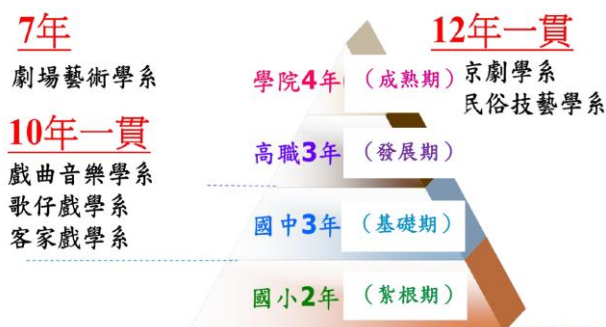 7年
劇場藝術學系
10年一貫
戲曲音樂學系
歌仔戲學系
客家戲學系
學院4年（成熟期）
高職3年（發展期）
國中3年（基礎期）
國小2年（紮根期）
12年一貫
京劇學系
民俗技藝學系